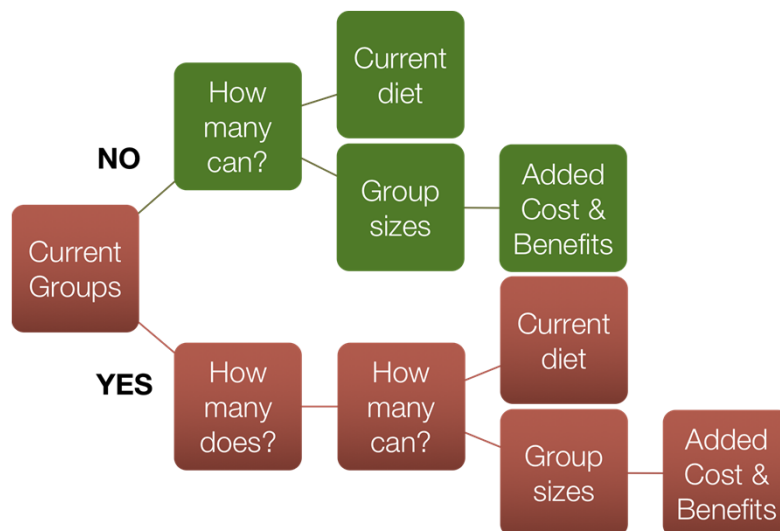 Current
diet
How
many
can?
NO
Group
sizes
Added
Cost &
Benefits
Current
Groups
Current
diet
YES
How
many
does?
How
many
can?
Group
sizes
Added
Cost &
Benefits